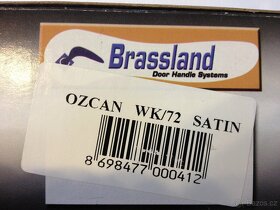 Brassland
Door Handle Systems
OZCAN WK/72 SATIN
8 698477 000412